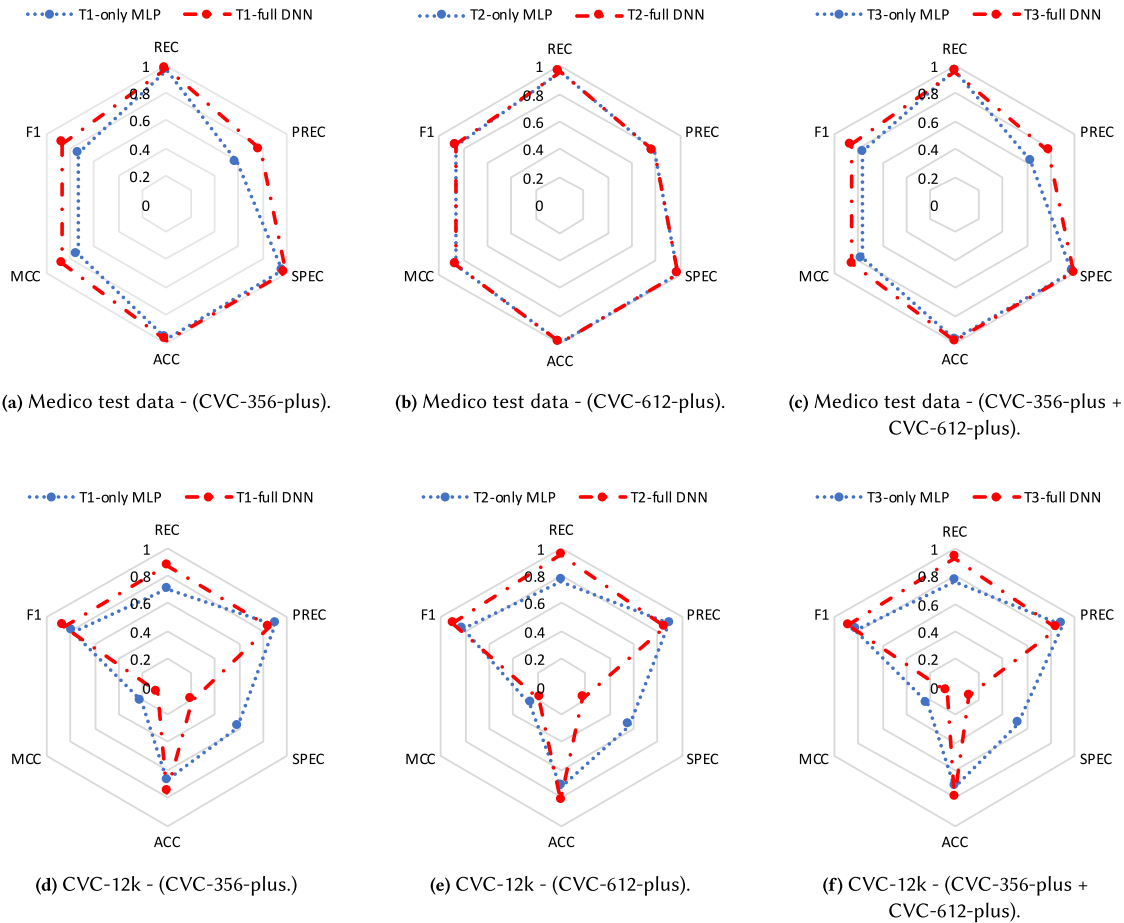 T1-only MLP T1-full DNN
REC
1
0.8
0.6
0.4
0.2
0
F1
PREC
MCC
SPEC
ACC
(a) Medico test data - (CVC-356-plus).
T2-only MLP T2-full DNN
REC
1
0.8
0.6
0.4
0.2
0
F1
PREC
MCC
SPEC
ACC
(b) Medico test data - (CVC-612-plus).
T3-only MLP T3-full DNN
REC
1
0.8
0.6
0.4
0.2
0
F1
PREC
MCC
SPEC
ACC
(c) Medico test data - (CVC-356-plus +
CVC-612-plus).
T1-only MLP T1-full DNN
REC
1
0.8
0.6
0.4
0.2
0
F1
PREC
MCC
SPEC
ACC
(d) CVC-12k - (CVC-356-plus.)
T2-only MLP T2-full DNN
REC
1
0.8
0.6
0.4
0.2
0
F1
PREC
MCC
SPEC
ACC
(e) CVC-12k - (CVC-612-plus).
T3-only MLP T3-full DNN
REC
1
0.8
0.6
0.4
0.2
0
F1
PREC
MCC
SPEC
ACC
(f) CVC-12k - (CVC-356-plus +
CVC-612-plus).